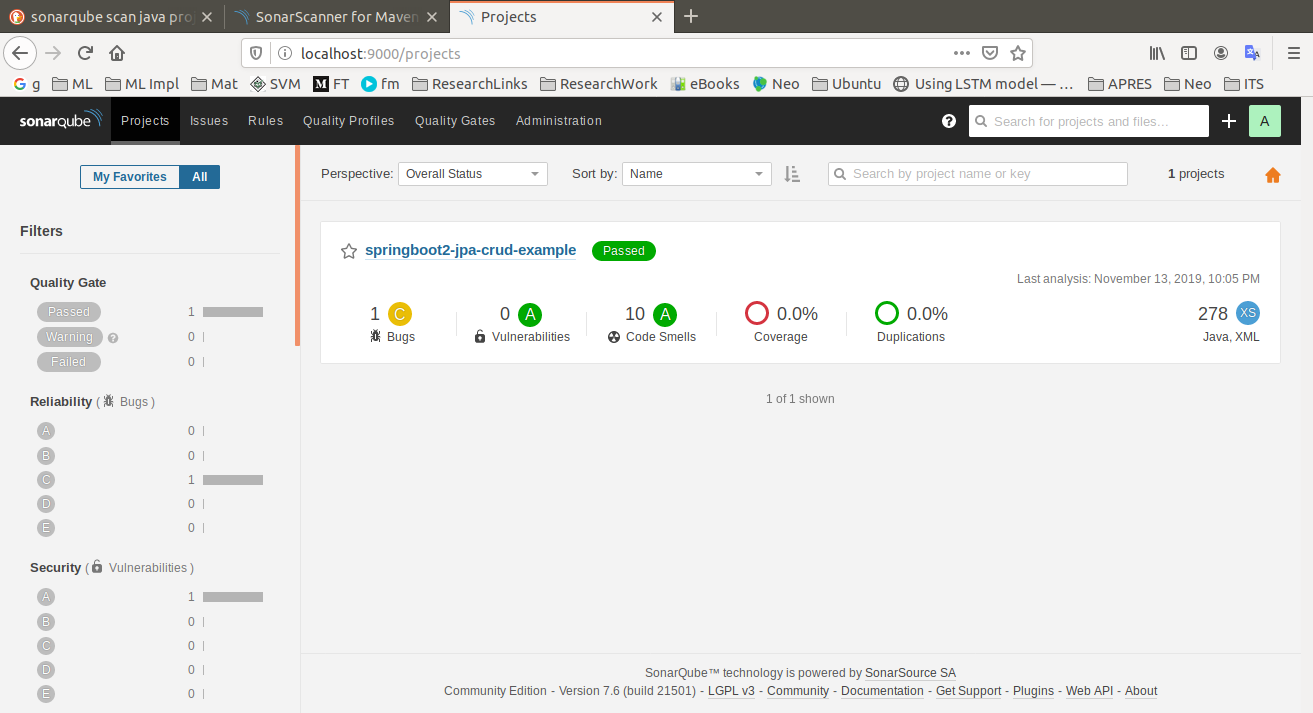 sonarqube scan java pro
SonarScanner for Maven
Projects
localhost:9000/projects
g ML ML Impl Mat SVM FT fm ResearchLinks ResearchWork eBooks Neo Ubuntu Using LSTM model — … APRES Neo ITS
sonarqube Projects Issues Rules Quality Profiles Quality Gates Administration Search for projects and files... A
My Favorites All
Perspective: Overall Status Sort by: Name Search by project name or key 1 projects
Filters
Quality Gate
Passed 1
Warning 0
Failed 0
Reliability ( Bugs )
A 0
B 0
C 1
D 0
E 0
Security ( Vulnerabilities )
A 1
B 0
C 0
D 0
E 0
springboot2-jpa-crud-example Passed
Last analysis: November 13, 2019, 10:05 PM
1 C 0 A 10 A 0.0% 0.0% 278 XS
Bugs Vulnerabilities Code Smells Coverage Duplications Java, XML
1 of 1 shown
SonarQube™ technology is powered by SonarSource SA
Community Edition - Version 7.6 (build 21501) - LGPL v3 - Community - Documentation - Get Support - Plugins - Web API - About